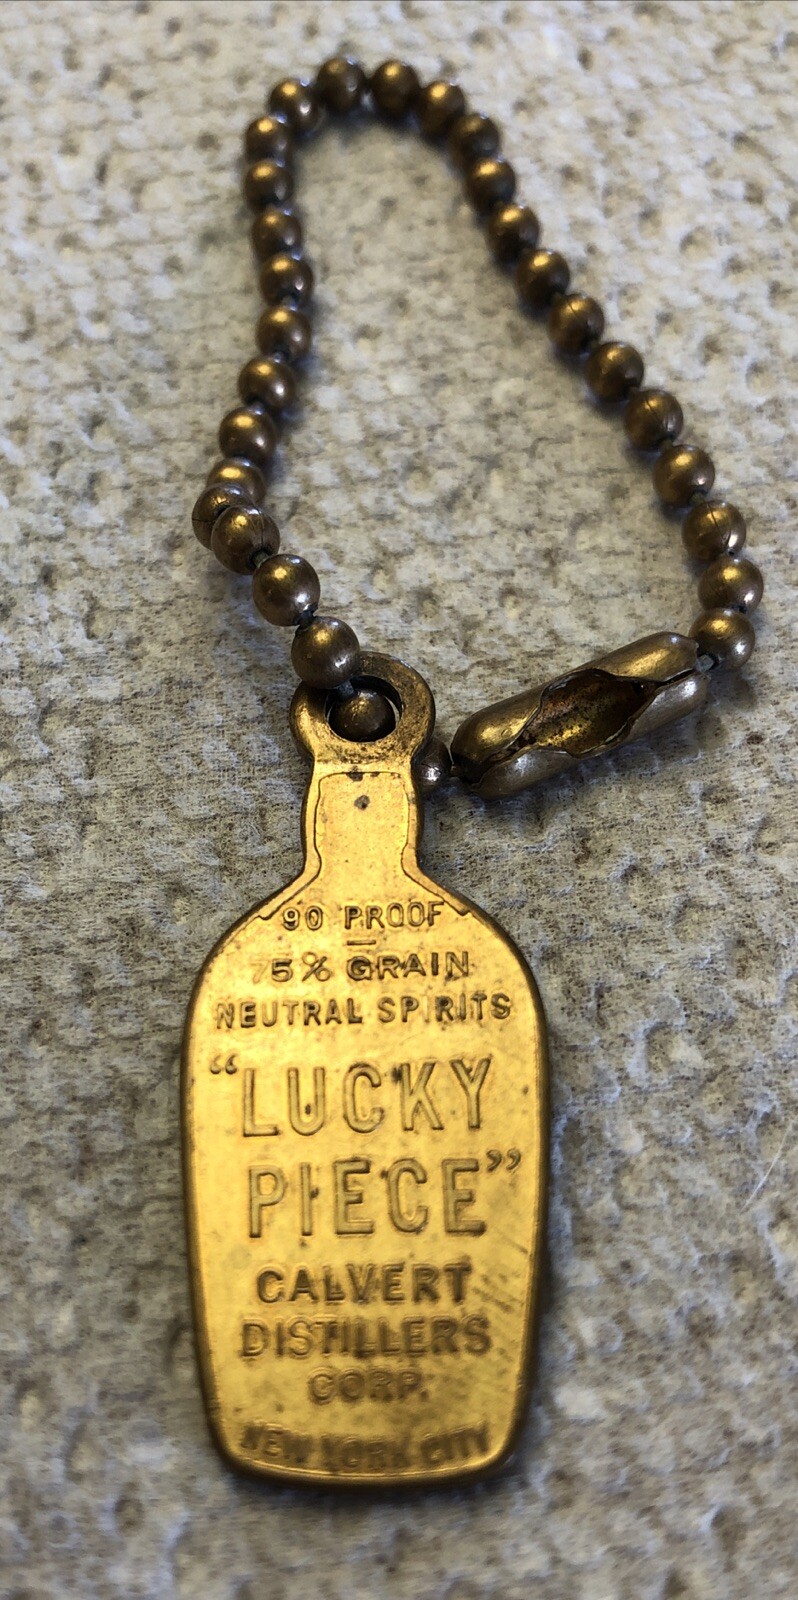 90 PROOF
75% GRAIN
NEUTRAL SPIRITS
“LUCKY
PIECE”
CALVERT
DISTILLERS
CORP.
NEW YORK CITY